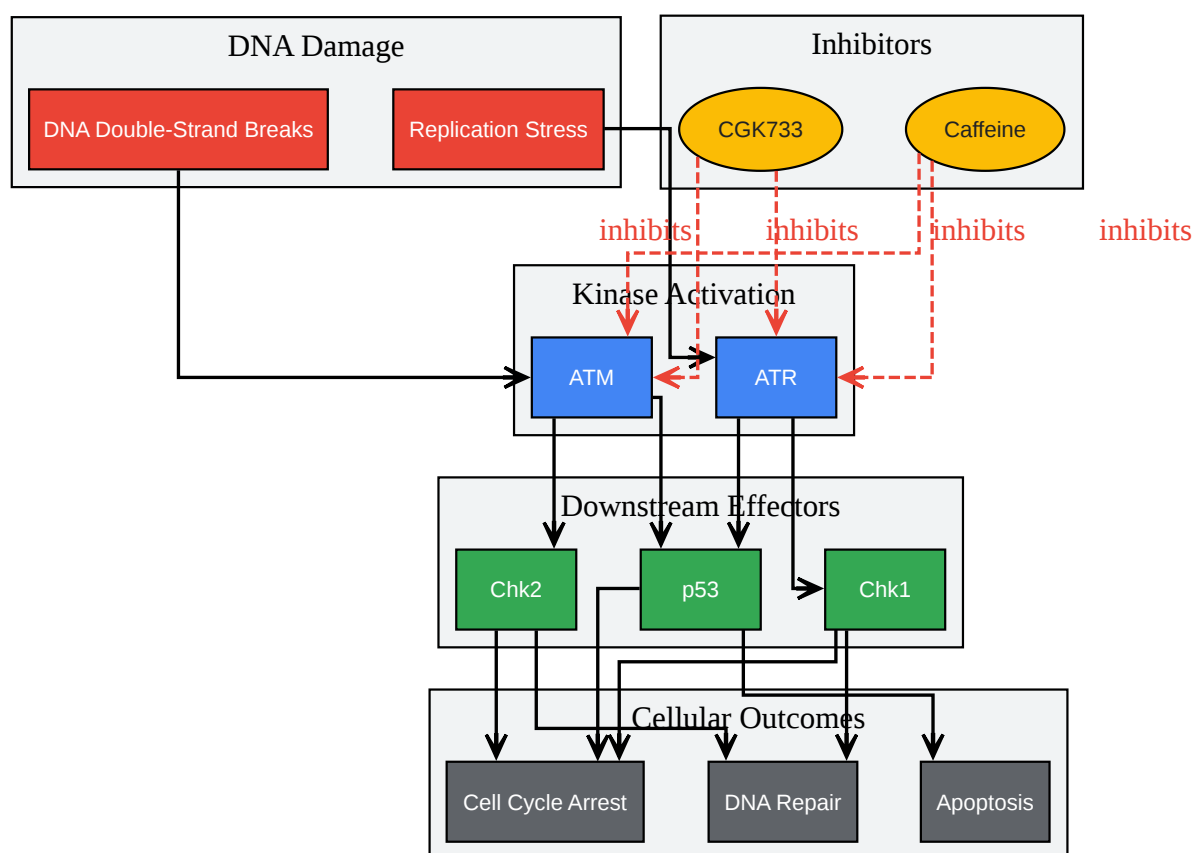 DNA Damage
Inhibitors
DNA Double-Strand Breaks
Replication Stress
CGK733
Caffeine
inhibits
inhibits
inhibits
inhibits
Kinase Activation
ATM
ATR
Downstream Effectors
Chk2
p53
Chk1
Cellular Outcomes
Cell Cycle Arrest
DNA Repair
Apoptosis